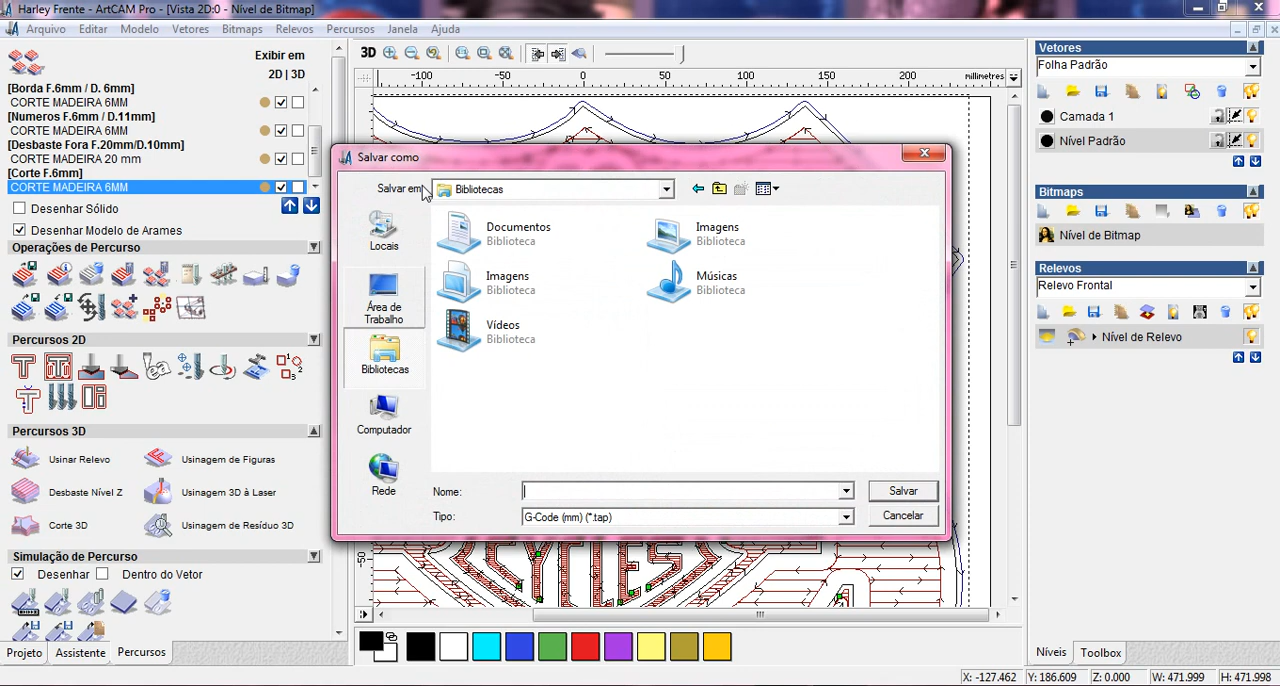 Harley Frente - ArtCAM Pro - [Vista 2D:0 - Nível de Bitmap]
Arquivo Editar Modelo Vetores Bitmaps Relevos Percursos Janela Ajuda
Exibir em
2D | 3D
[Borda F.6mm / D. 6mm]
CORTE MADEIRA 6MM
[Numeros F.6mm / D.11mm]
CORTE MADEIRA 6MM
[Desbaste Fora F.20mm/D.10mm]
CORTE MADEIRA 20 mm
[Corte F.6mm]
CORTE MADEIRA 6MM
Desenhar Sólido
Desenhar Modelo de Arames
Operações de Percurso
Percursos 2D
Percursos 3D
Usinar Relevo
Usinagem de Figuras
Desbaste Nível Z
Usinagem 3D à Laser
Corte 3D
Usinagem de Resíduo 3D
Simulação de Percurso
Desenhar
Dentro do Vetor
Projeto Assistente Percursos
3D
-100 -50 0 50 100 150 200 milímetres
-50
CYCLES
Salvar como
Salvar em:
Bibliotecas
Locais
Área de
Trabalho
Bibliotecas
Computador
Rede
Documentos
Biblioteca
Imagens
Biblioteca
Imagens
Biblioteca
Músicas
Biblioteca
Vídeos
Biblioteca
Nome:
Salvar
Tipo:
G-Code (mm) (*.tap)
Cancelar
Vetores
Folha Padrão
Camada 1
Nível Padrão
Bitmaps
Nível de Bitmap
Relevos
Relevo Frontal
Nível de Relevo
Níveis Toolbox
X: -127.462 Y: 186.609 Z: 0.000 W: 471.999 H: 471.998